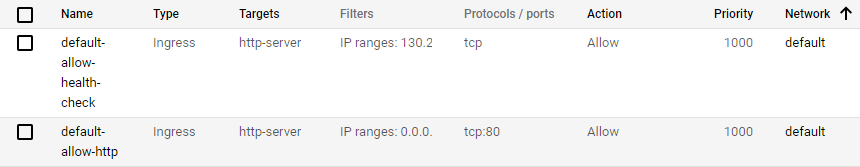 Name Type Targets Filters Protocols / ports Action Priority Network
default- Ingress http-server IP ranges: 130.2 tcp Allow 1000 default
allow-
health-
check
default- Ingress http-server IP ranges: 0.0.0. tcp:80 Allow 1000 default
allow-http